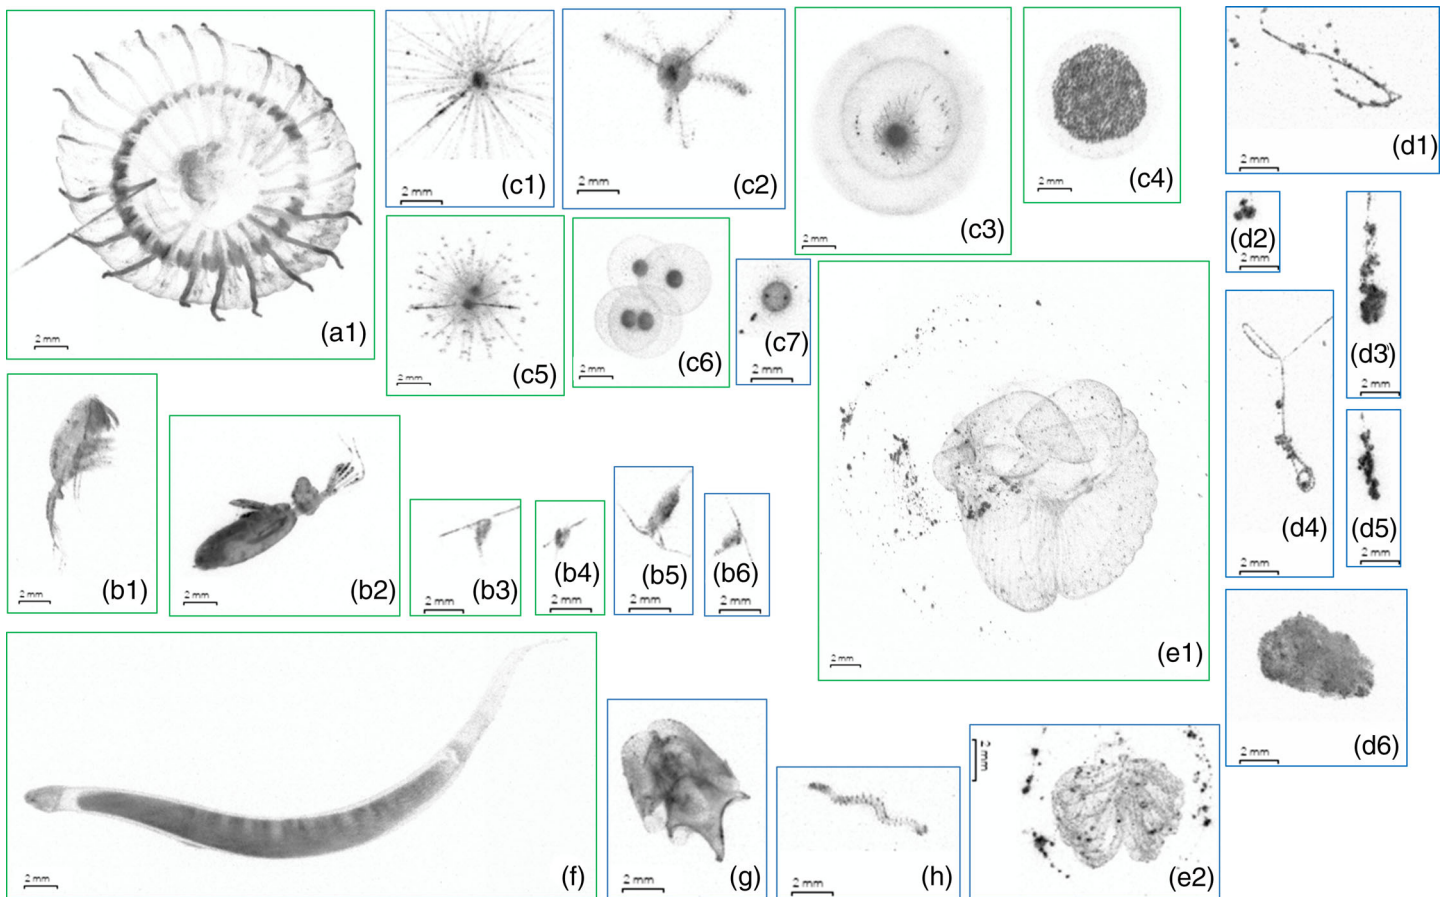 (a1)
2 mm
(c1)
2 mm
(c2)
2 mm
(c3)
2 mm
(c4)
2 mm
(d1)
2 mm
(d2)
2 mm
(d3)
2 mm
(c5)
2 mm
(c6)
2 mm
(c7)
2 mm
(d4)
2 mm
(d5)
2 mm
(b1)
2 mm
(b2)
2 mm
(b3)
2 mm
(b4)
2 mm
(b5)
2 mm
(b6)
2 mm
(e1)
2 mm
(d6)
2 mm
(f)
2 mm
(g)
2 mm
(h)
2 mm
(e2)
2 mm